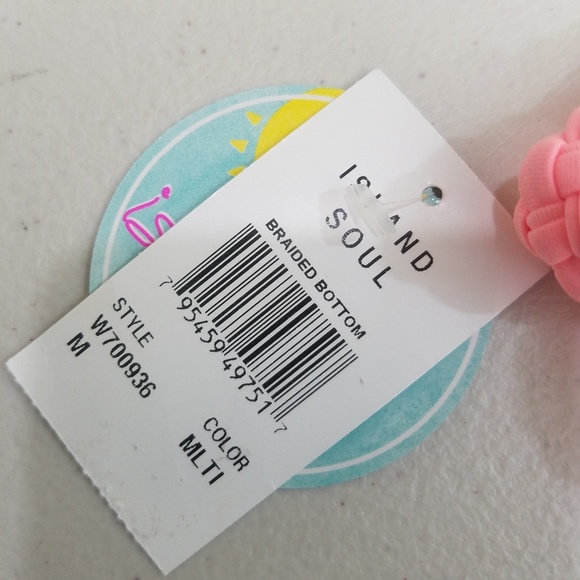 ISLAND
SOUL
BRAIDED BOTTOM
7 95459 49751 7
STYLE
W700936
M
COLOR
MLTI